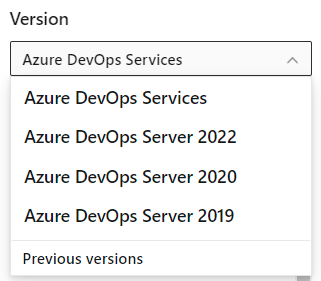 Version
Azure DevOps Services
Azure DevOps Services
Azure DevOps Server 2022
Azure DevOps Server 2020
Azure DevOps Server 2019
Previous versions